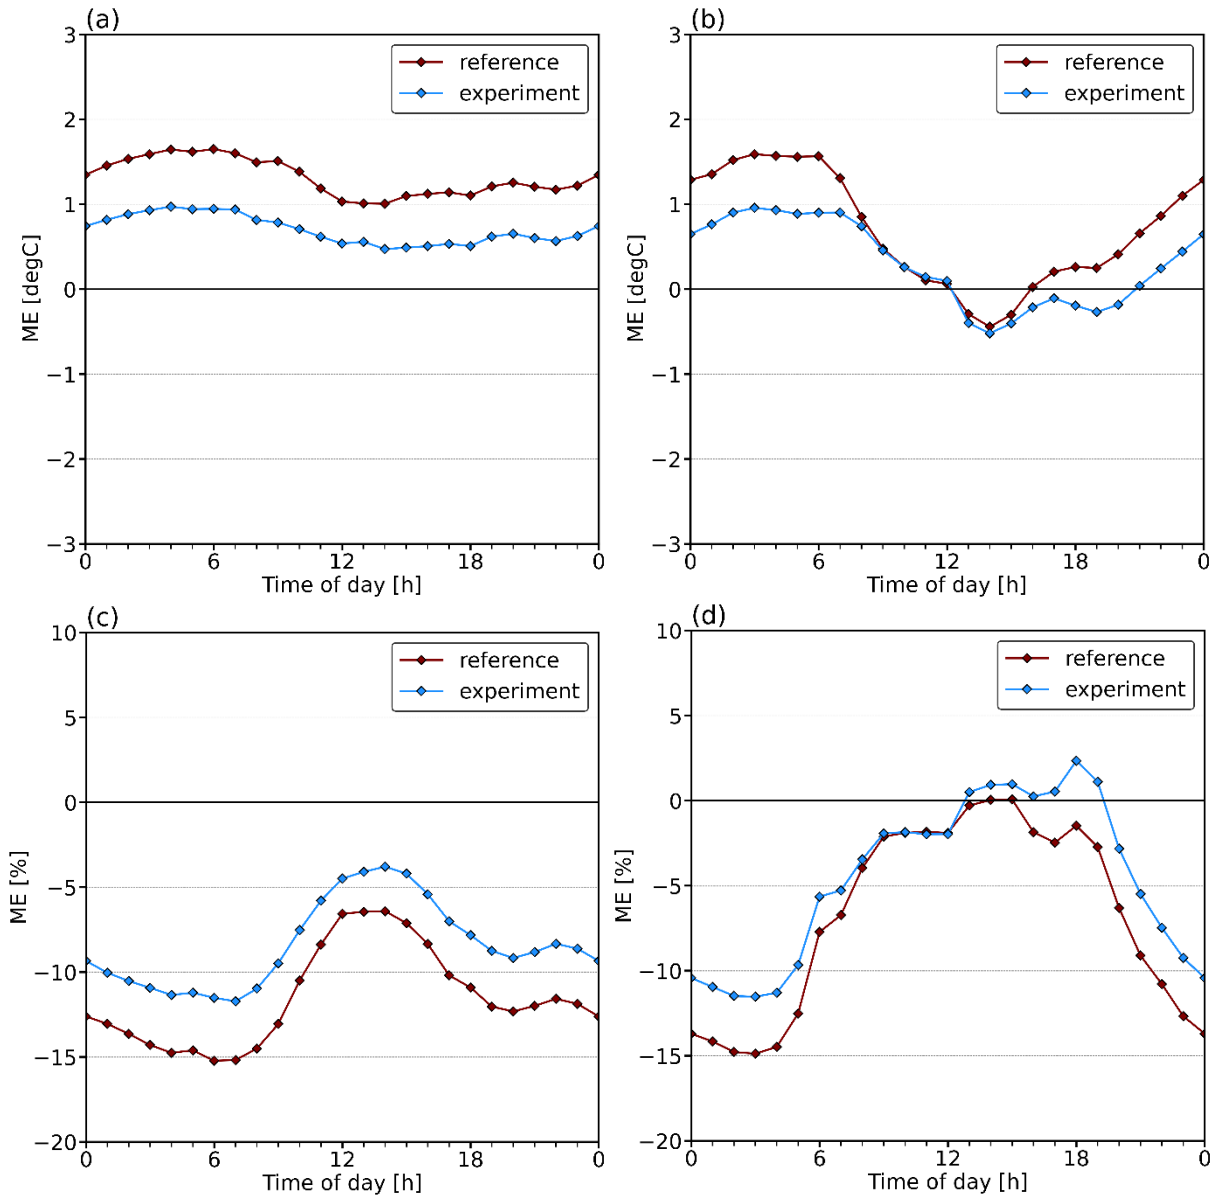 (a)
3
2
1
0
−1
−2
−3
ME [degC]
reference
experiment
0
6
12
18
0
Time of day [h]
(b)
3
2
1
0
−1
−2
−3
ME [degC]
reference
experiment
0
6
12
18
0
Time of day [h]
(c)
10
5
0
−5
−10
−15
−20
ME [%]
reference
experiment
0
6
12
18
0
Time of day [h]
(d)
10
5
0
−5
−10
−15
−20
ME [%]
reference
experiment
0
6
12
18
0
Time of day [h]